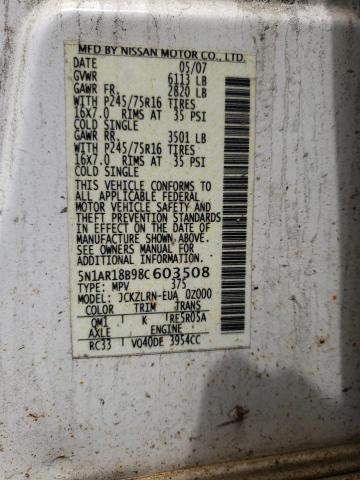 MFD BY NISSAN MOTOR CO., LTD.
DATE 05/07
GVWR 6113 LB
GAWR FR. 2820 LB
WITH P245/75R16 TIRES
16X7.0 RIMS AT 35 PSI
COLD SINGLE
GAWR RR. 3501 LB
WITH P245/75R16 TIRES
16X7.0 RIMS AT 35 PSI
COLD SINGLE
THIS VEHICLE CONFORMS TO
ALL APPLICABLE FEDERAL
MOTOR VEHICLE SAFETY AND
THEFT PREVENTION STANDARDS
IN EFFECT ON THE DATE OF
MANUFACTURE SHOWN ABOVE.
SEE OWNERS MANUAL FOR
ADDITIONAL INFORMATION.
5N1AR18B98C603508
TYPE: MPV 375
MODEL: JCKZLRN-EUA 0Z000
COLOR TRIM TRANS
QM1 K RE5R05A
AXLE ENGINE
RC33 VQ40DE 3954CC